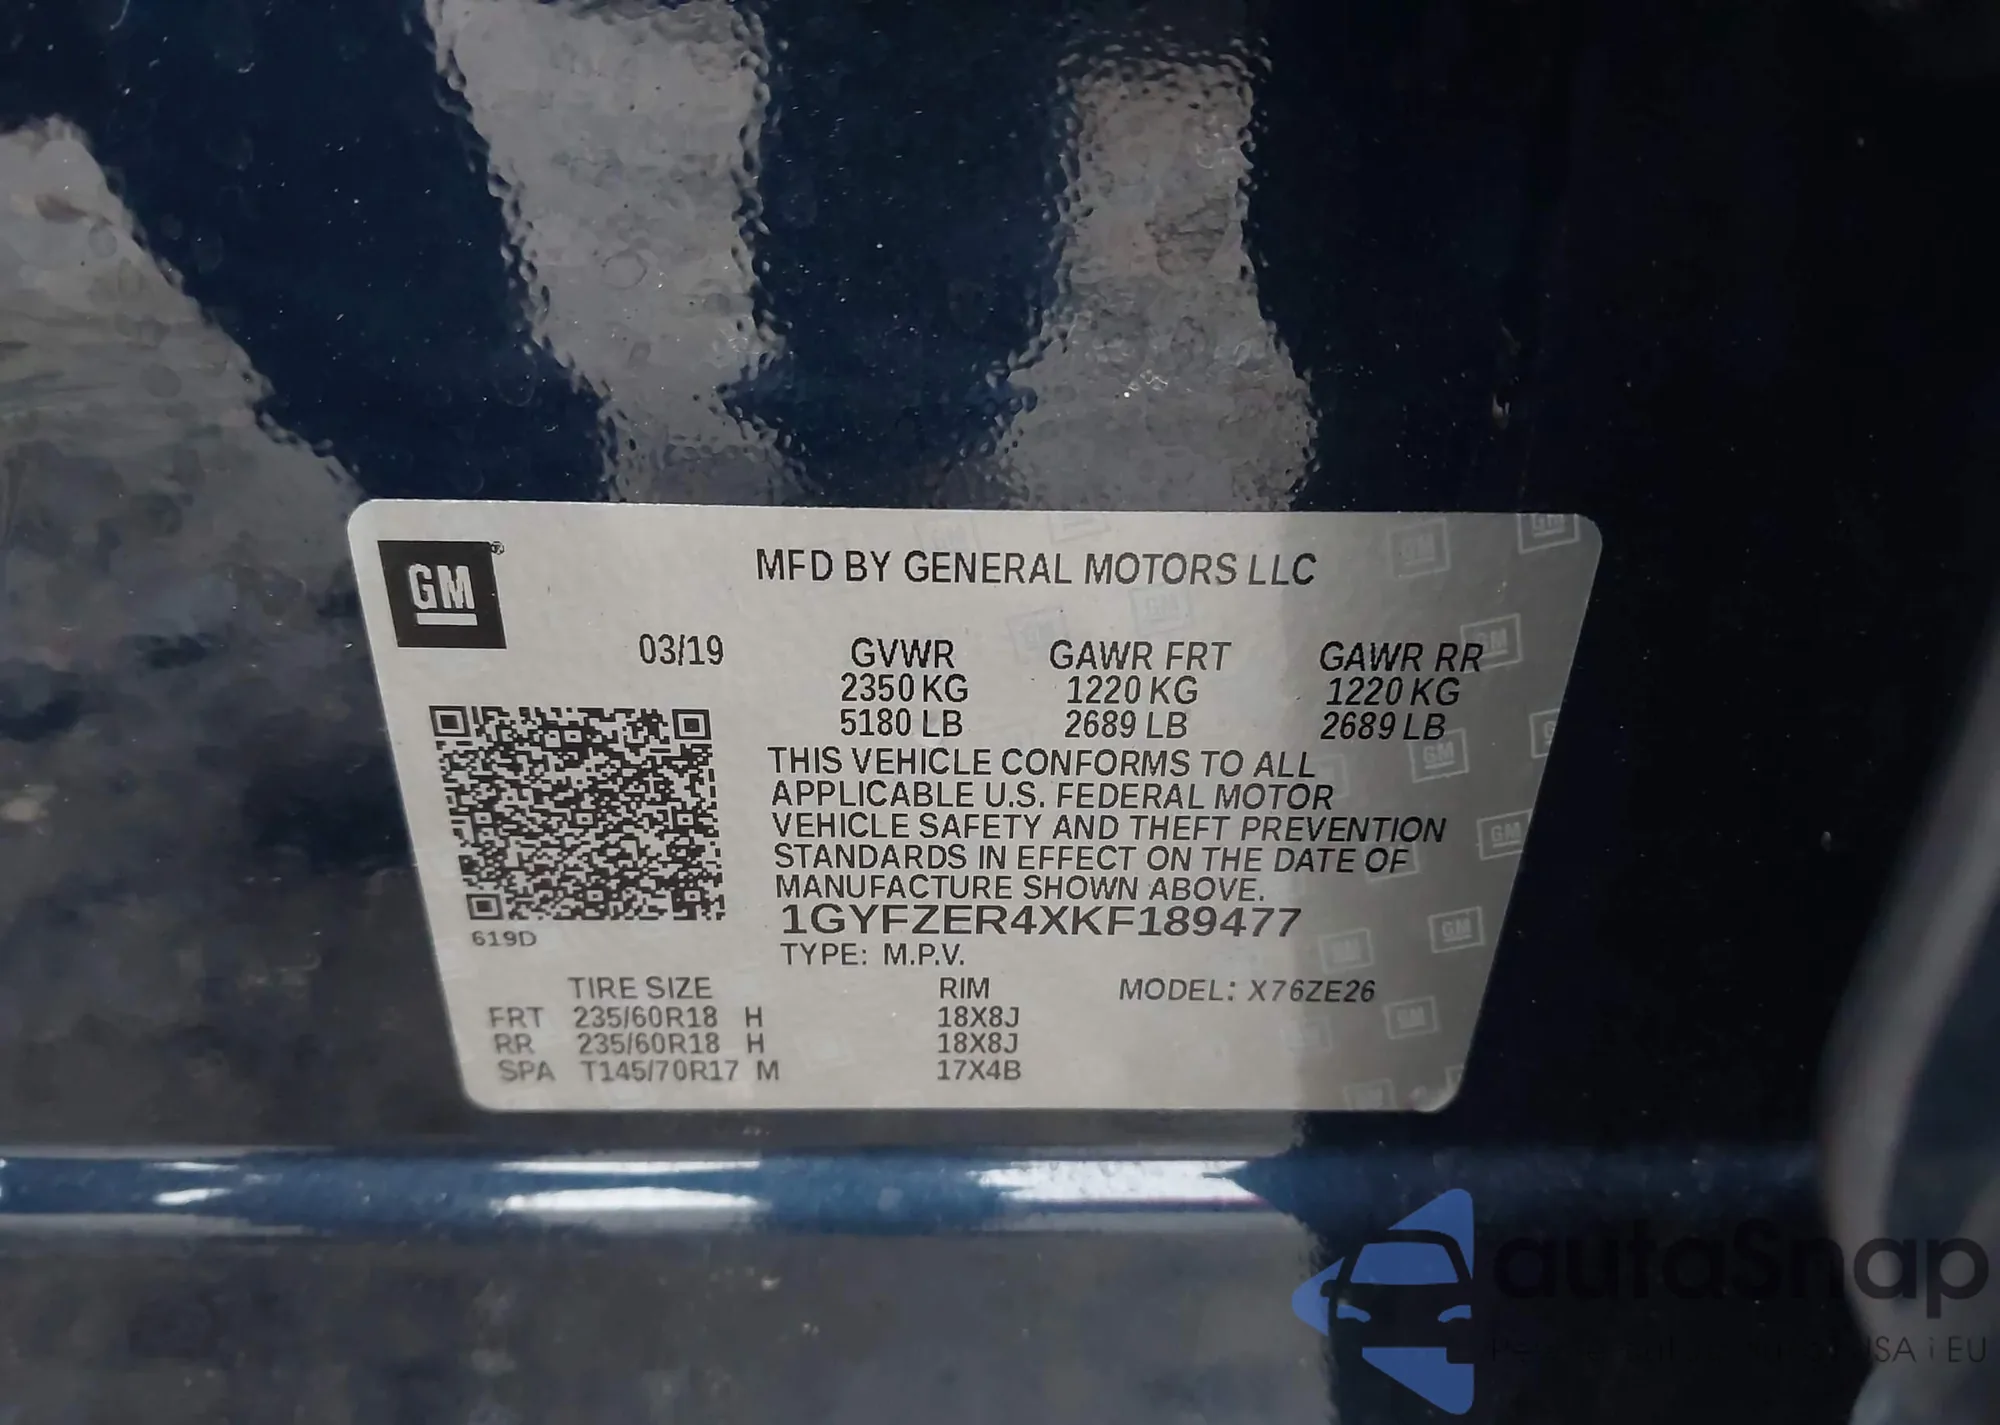 GM
MFD BY GENERAL MOTORS LLC
03/19 GVWR GAWR FRT GAWR RR
2350 KG 1220 KG 1220 KG
5180 LB 2689 LB 2689 LB
THIS VEHICLE CONFORMS TO ALL
APPLICABLE U.S. FEDERAL MOTOR
VEHICLE SAFETY AND THEFT PREVENTION
STANDARDS IN EFFECT ON THE DATE OF
MANUFACTURE SHOWN ABOVE.
1GYFZER4XKF189477
619D
TYPE: M.P.V.
TIRE SIZE RIM MODEL: X76ZE26
FRT 235/60R18 H 18X8J
RR 235/60R18 H 18X8J
SPA T145/70R17 M 17X4B
autoSnap
USA i EU